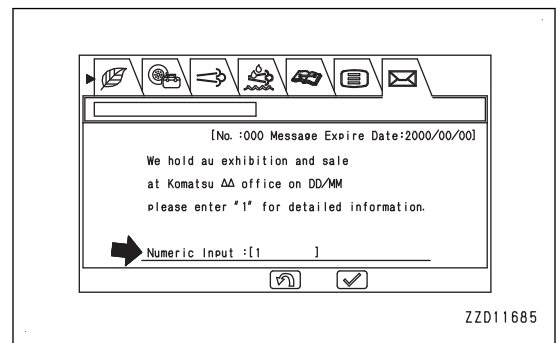 [No. :000 Message Expire Date:2000/00/00]
We hold au exhibition and sale
at Komatsu ΔΔ office on DD/MM
please enter "1" for detailed information.
Numeric Input :[1 ]
ZZD11685